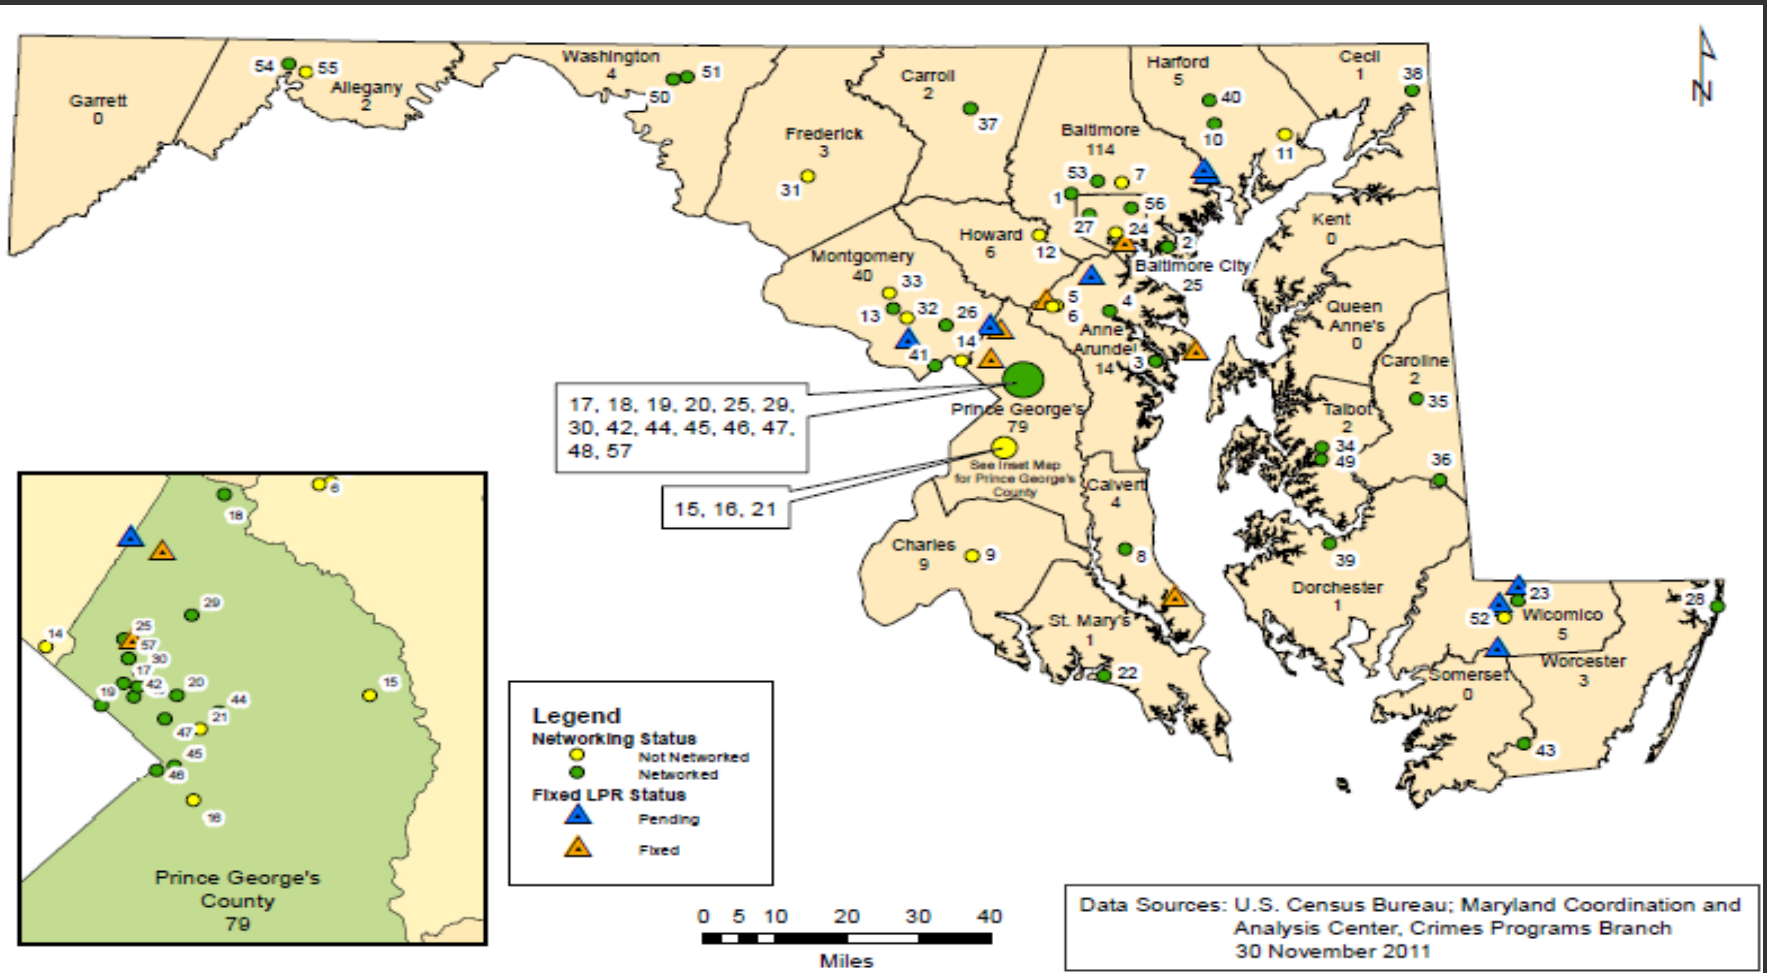 Garrett
0
54
55
Allegany
2
Washington
4
50
51
Frederick
3
31
Carroll
2
37
Baltimore
114
53
7
1
27
56
24
2
Baltimore City
25
Harford
5
40
10
11
Cecil
1
38
Kent
0
Howard
6
12
Montgomery
40
33
13
32
26
41
14
5
6
4
Anne
Arundel
14
3
Queen
Anne's
0
Caroline
2
35
36
Talbot
2
34
49
17, 18, 19, 20, 25, 29,
30, 42, 44, 45, 46, 47,
48, 57
Prince George's
79
See Inset Map
for Prince George's
County
15, 16, 21
Calvert
4
8
Charles
9
9
St. Mary's
1
22
39
Dorchester
1
23
52
Wicomico
5
28
Worcester
3
Somerset
0
43
N
6
18
29
14
25
57
30
17
42
19
20
44
21
47
45
46
15
16
Prince George's
County
79
Legend
Networking Status
Not Networked
Networked
Fixed LPR Status
Pending
Fixed
0 5 10 20 30 40
Miles
Data Sources: U.S. Census Bureau; Maryland Coordination and
Analysis Center, Crimes Programs Branch
30 November 2011